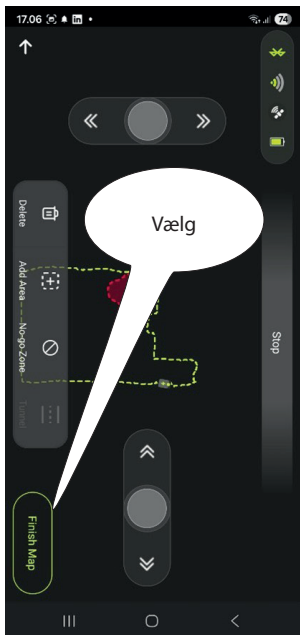 17.06
74
Vælg
Stop
Delete
Add Area
No-go Zone
Tunnel
Finish Map